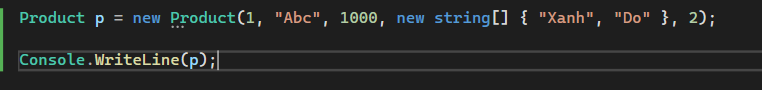 Product p = new Product(1, "Abc", 1000, new string[] { "Xanh", "Do" }, 2);
Console.WriteLine(p);